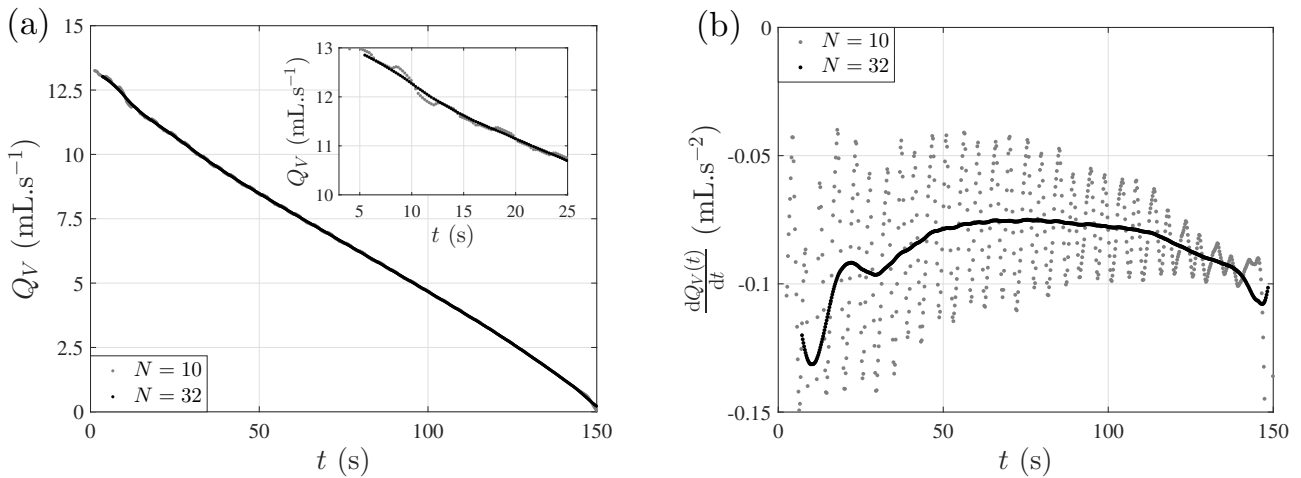 (a)
15
12.5
10
7.5
5
2.5
0
0 50 100 150
Q_V (mL.s⁻¹)
t (s)
N = 10
N = 32
13
12
11
10
5 10 15 20 25
Q_V (mL.s⁻¹)
t (s)
(b)
0
-0.05
-0.1
-0.15
0 50 100 150
dQ_V(t)/dt (mL.s⁻²)
t (s)
N = 10
N = 32